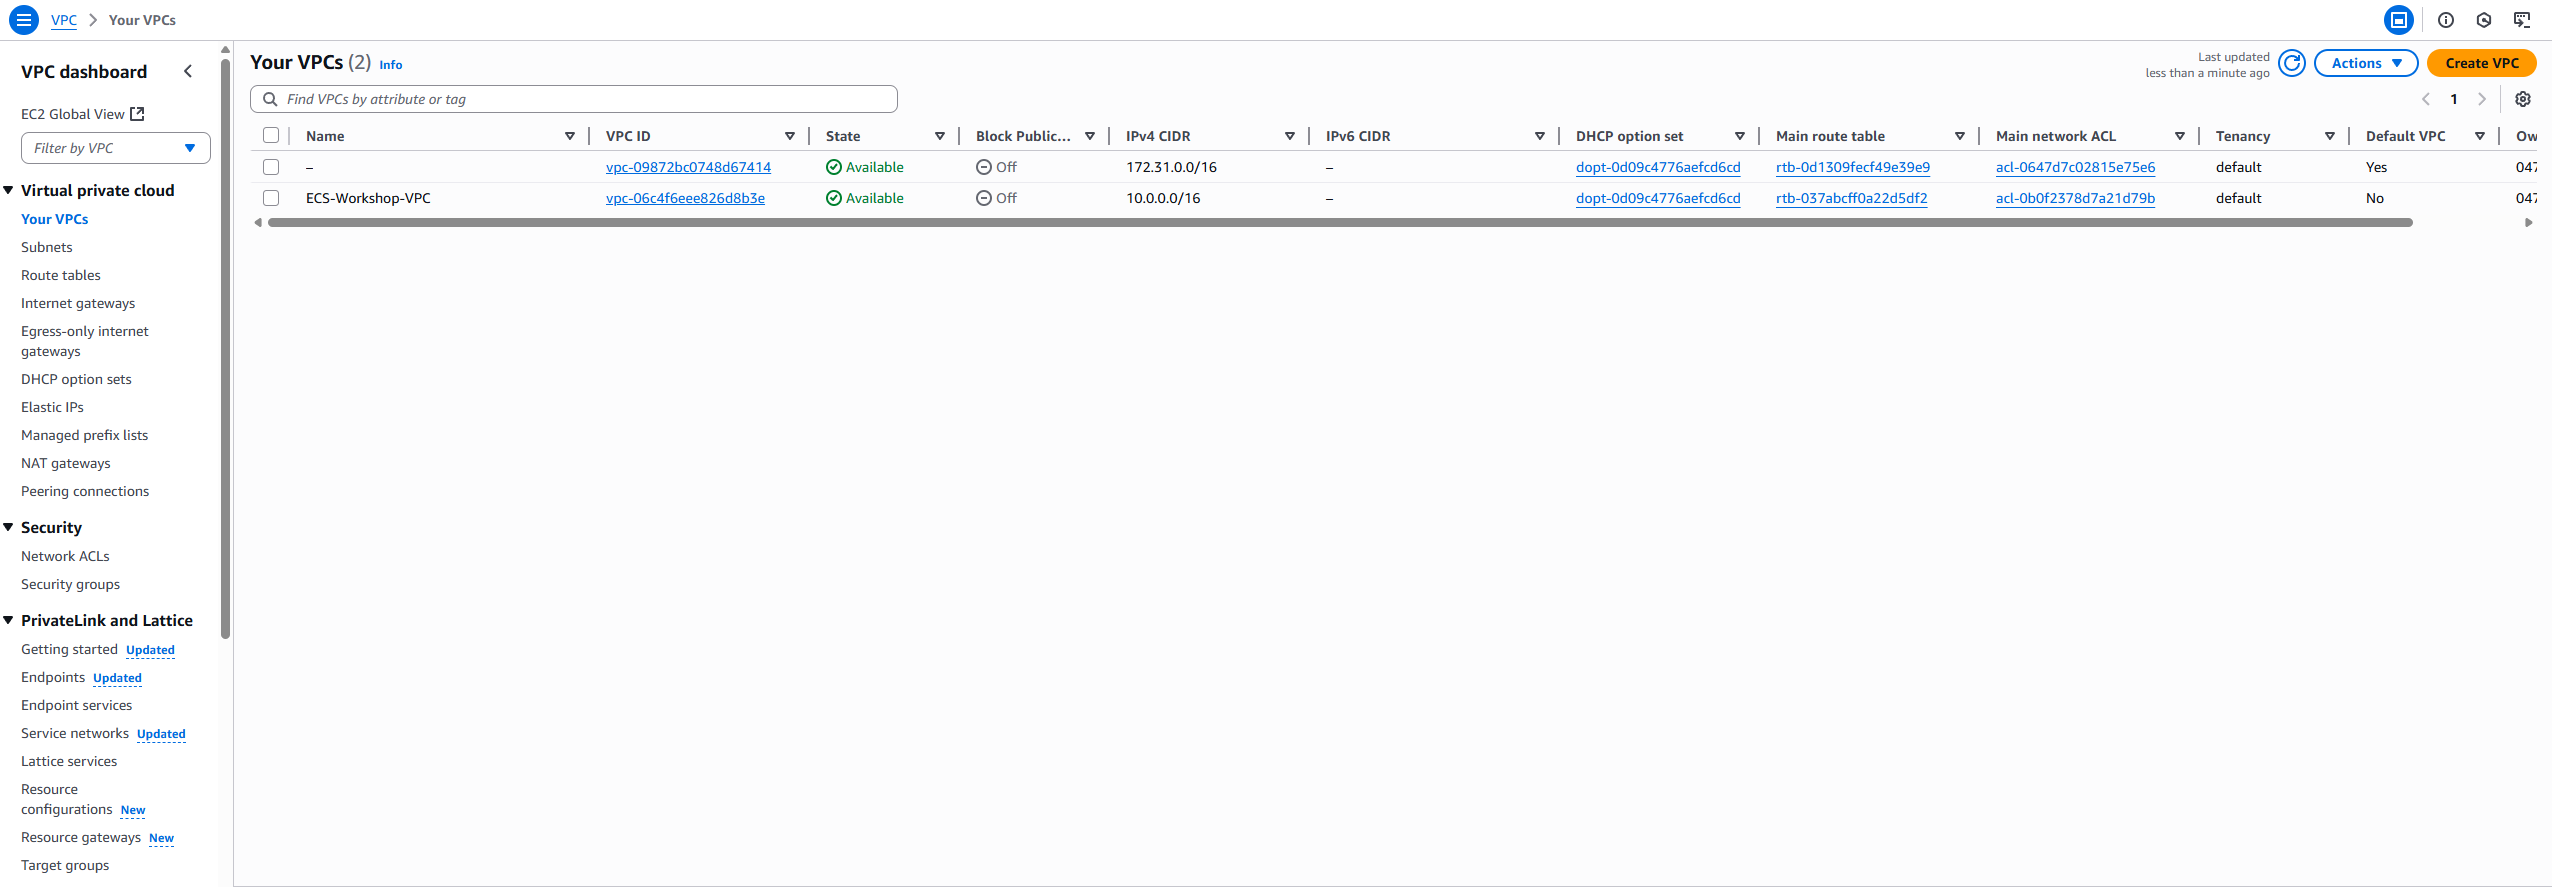 VPC > Your VPCs
VPC dashboard
EC2 Global View
Filter by VPC
Virtual private cloud
Your VPCs
Subnets
Route tables
Internet gateways
Egress-only internet
gateways
DHCP option sets
Elastic IPs
Managed prefix lists
NAT gateways
Peering connections
Security
Network ACLs
Security groups
PrivateLink and Lattice
Getting started Updated
Endpoints Updated
Endpoint services
Service networks Updated
Lattice services
Resource
configurations New
Resource gateways New
Target groups
Your VPCs (2) Info
Last updated
less than a minute ago
Actions
Create VPC
Find VPCs by attribute or tag
1
Name VPC ID State Block Public... IPv4 CIDR IPv6 CIDR DHCP option set Main route table Main network ACL Tenancy Default VPC Ow
– vpc-09872bc0748d67414 Available Off 172.31.0.0/16 – dopt-0d09c4776aefcd6cd rtb-0d1309fecf49e39e9 acl-0647d7c02815e75e6 default Yes 047
ECS-Workshop-VPC vpc-06c4f6eee826d8b3e Available Off 10.0.0.0/16 – dopt-0d09c4776aefcd6cd rtb-037abcff0a22d5df2 acl-0b0f2378d7a21d79b default No 047